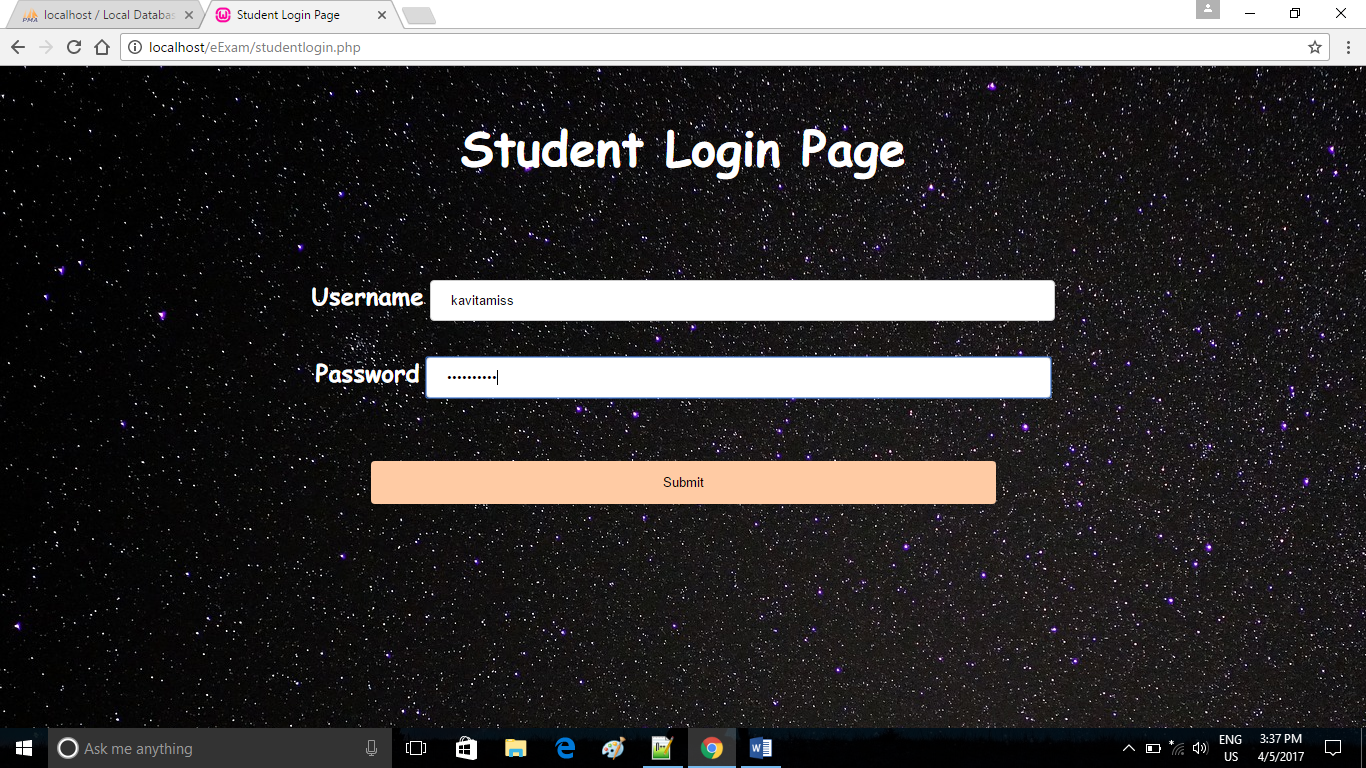 PMA localhost / Local Databas
Student Login Page
localhost/eExam/studentlogin.php
Student Login Page
Username kavitamiss
Password ••••••••••
Submit
Ask me anything
ENG
US
3:37 PM
4/5/2017